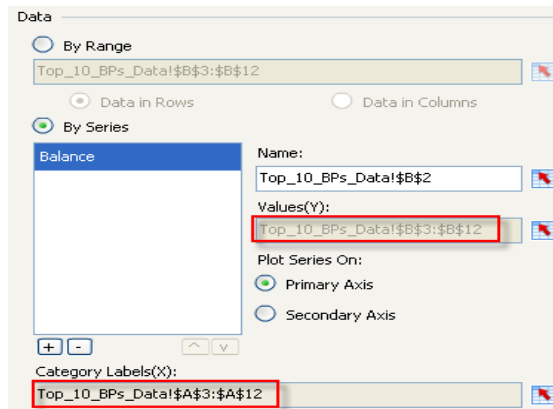 Data
By Range
Top_10_BPs_Data!$B$3:$B$12
Data in Rows
Data in Columns
By Series
Balance
Name:
Top_10_BPs_Data!$B$2
Values(Y):
Top_10_BPs_Data!$B$3:$B$12
Plot Series On:
Primary Axis
Secondary Axis
+ -
Category Labels(X):
Top_10_BPs_Data!$A$3:$A$12